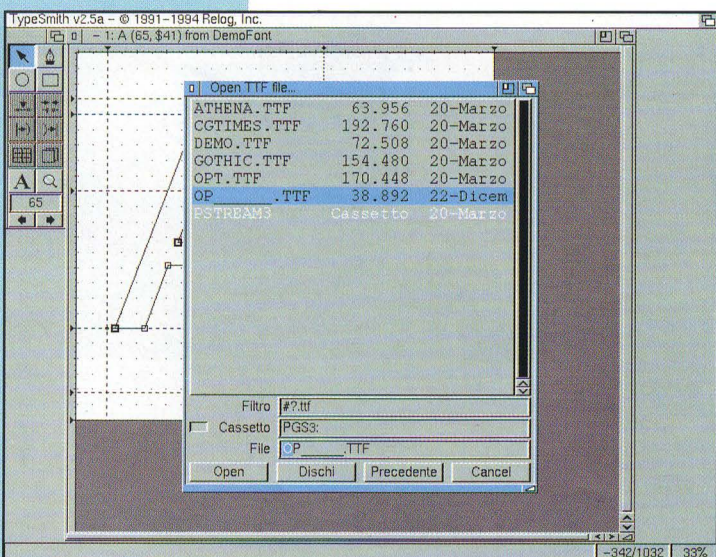 TypeSmith v2.5a - © 1991-1994 Relog, Inc.
- 1: A (65, $41) from DemoFont
Open TTF file...
ATHENA.TTF 63.956 20-Marzo
CGTIMES.TTF 192.760 20-Marzo
DEMO.TTF 72.508 20-Marzo
GOTHIC.TTF 154.480 20-Marzo
OPT.TTF 170.448 20-Marzo
OP______.TTF 38.892 22-Dicem
PSTREAM3 Cassetto 20-Marzo
A
65
Filtro #?.ttf
Cassetto PGS3:
File OP______.TTF
Open Dischi Precedente Cancel
-342/1032 33%